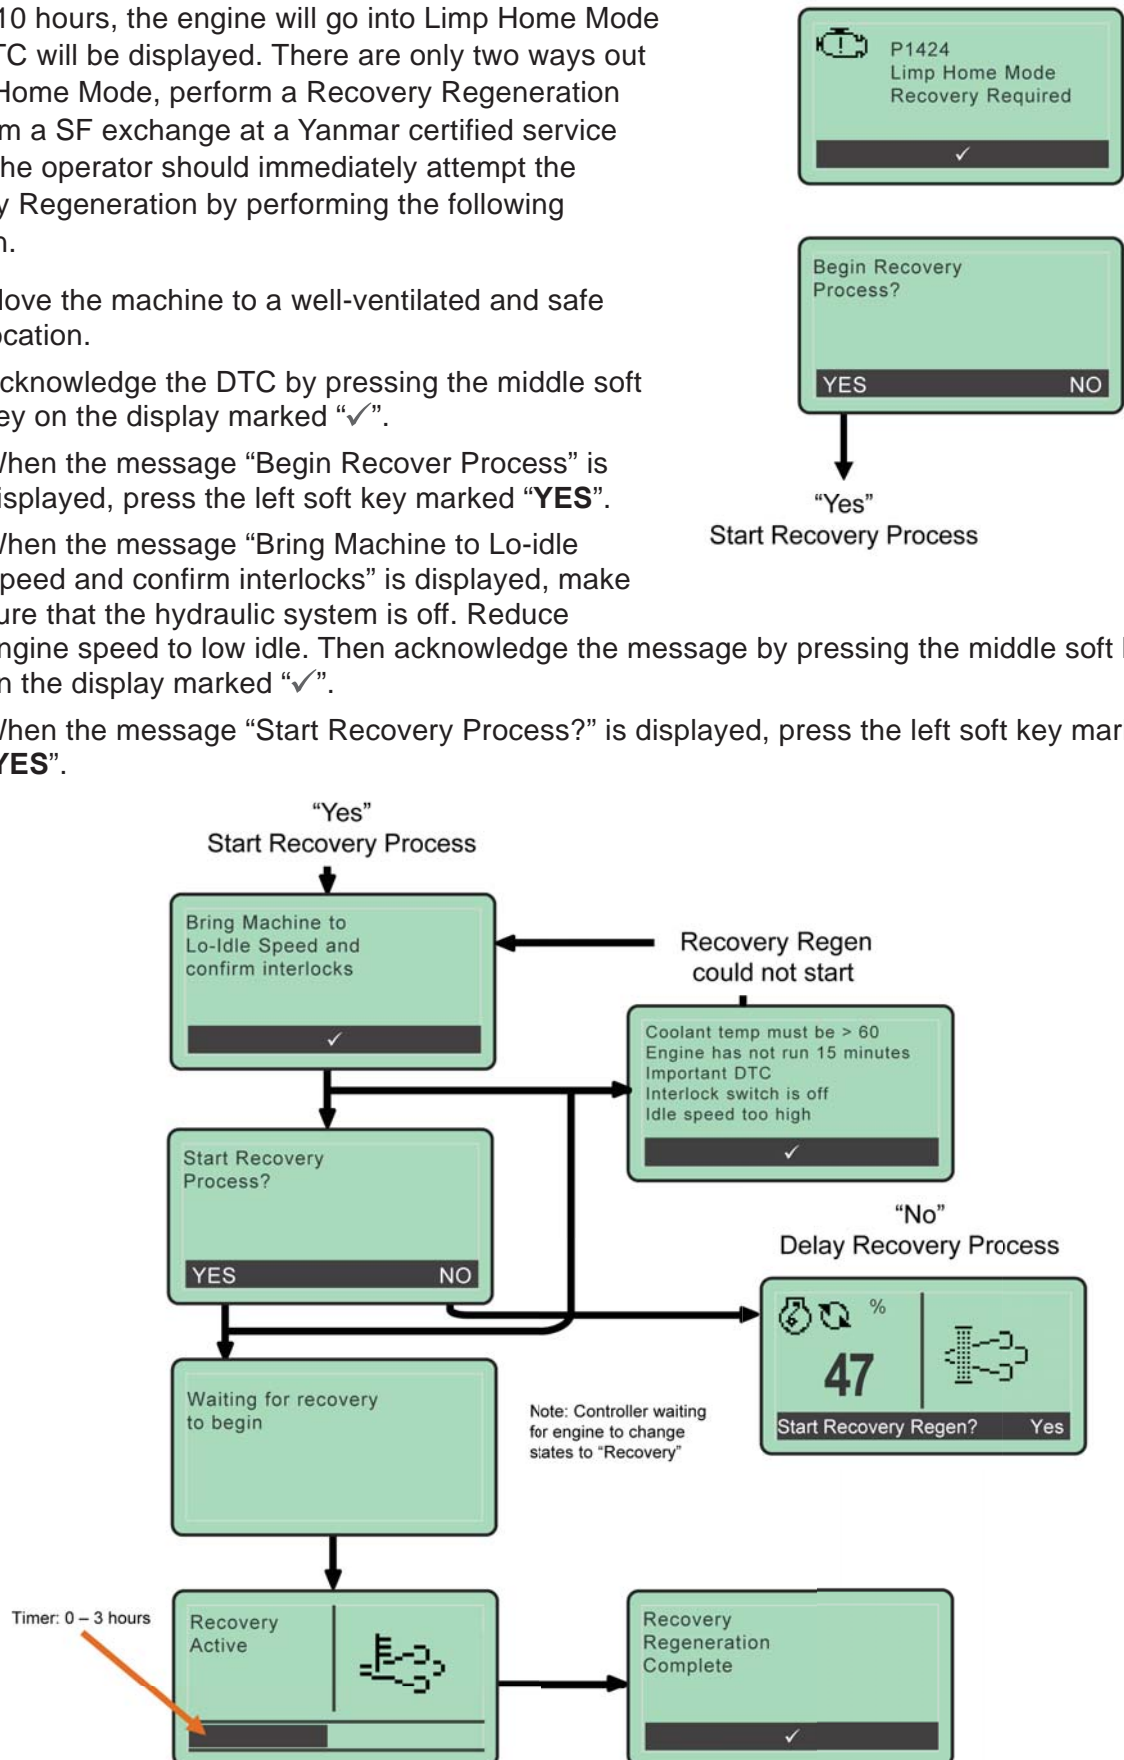 10 hours, the engine will go into Limp Home Mode
TC will be displayed. There are only two ways out
Home Mode, perform a Recovery Regeneration
m a SF exchange at a Yanmar certified service
he operator should immediately attempt the
y Regeneration by performing the following
n.
Move the machine to a well-ventilated and safe
ocation.
cknowledge the DTC by pressing the middle soft
ey on the display marked “✓”.
When the message “Begin Recover Process” is
isplayed, press the left soft key marked “YES”.
When the message “Bring Machine to Lo-idle
peed and confirm interlocks” is displayed, make
ure that the hydraulic system is off. Reduce
ngine speed to low idle. Then acknowledge the message by pressing the middle soft
n the display marked “✓”.
When the message “Start Recovery Process?” is displayed, press the left soft key mar
YES”.
P1424
Limp Home Mode
Recovery Required
✓
Begin Recovery
Process?
YES NO
“Yes”
Start Recovery Process
“Yes”
Start Recovery Process
Bring Machine to
Lo-Idle Speed and
confirm interlocks
✓
Recovery Regen
could not start
Coolant temp must be > 60
Engine has not run 15 minutes
Important DTC
Interlock switch is off
Idle speed too high
✓
Start Recovery
Process?
YES NO
“No”
Delay Recovery Process
%
47
Start Recovery Regen? Yes
Waiting for recovery
to begin
Note: Controller waiting
for engine to change
states to “Recovery”
Timer: 0 – 3 hours
Recovery
Active
Recovery
Regeneration
Complete
✓